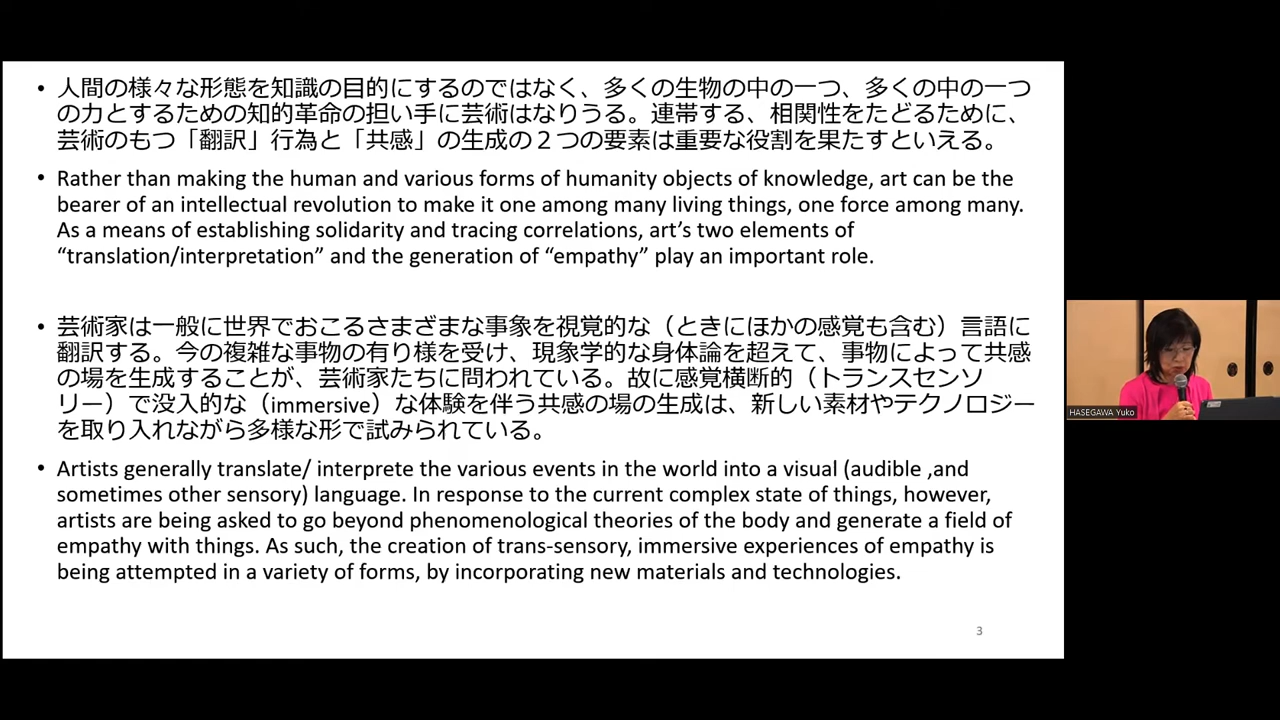 • 人間の様々な形態を知識の目的にするのではなく、多くの生物の中の一つ、多くの中の一つ
の力とするための知的革命の担い手に芸術はなりうる。連帯する、相関性をたどるために、
芸術のもつ「翻訳」行為と「共感」の生成の２つの要素は重要な役割を果たすといえる。
• Rather than making the human and various forms of humanity objects of knowledge, art can be the
bearer of an intellectual revolution to make it one among many living things, one force among many.
As a means of establishing solidarity and tracing correlations, art’s two elements of
“translation/interpretation” and the generation of “empathy” play an important role.
• 芸術家は一般に世界でおこるさまざまな事象を視覚的な（ときにほかの感覚も含む）言語に
翻訳する。今の複雑な事物の有り様を受け、現象学的な身体論を超えて、事物によって共感
の場を生成することが、芸術家たちに問われている。故に感覚横断的（トランスセンソ
リー）で没入的な（immersive）な体験を伴う共感の場の生成は、新しい素材やテクノロジー
を取り入れながら多様な形で試みられている。
• Artists generally translate/ interprete the various events in the world into a visual (audible ,and
sometimes other sensory) language. In response to the current complex state of things, however,
artists are being asked to go beyond phenomenological theories of the body and generate a field of
empathy with things. As such, the creation of trans-sensory, immersive experiences of empathy is
being attempted in a variety of forms, by incorporating new materials and technologies.
3
HASEGAWA Yuko